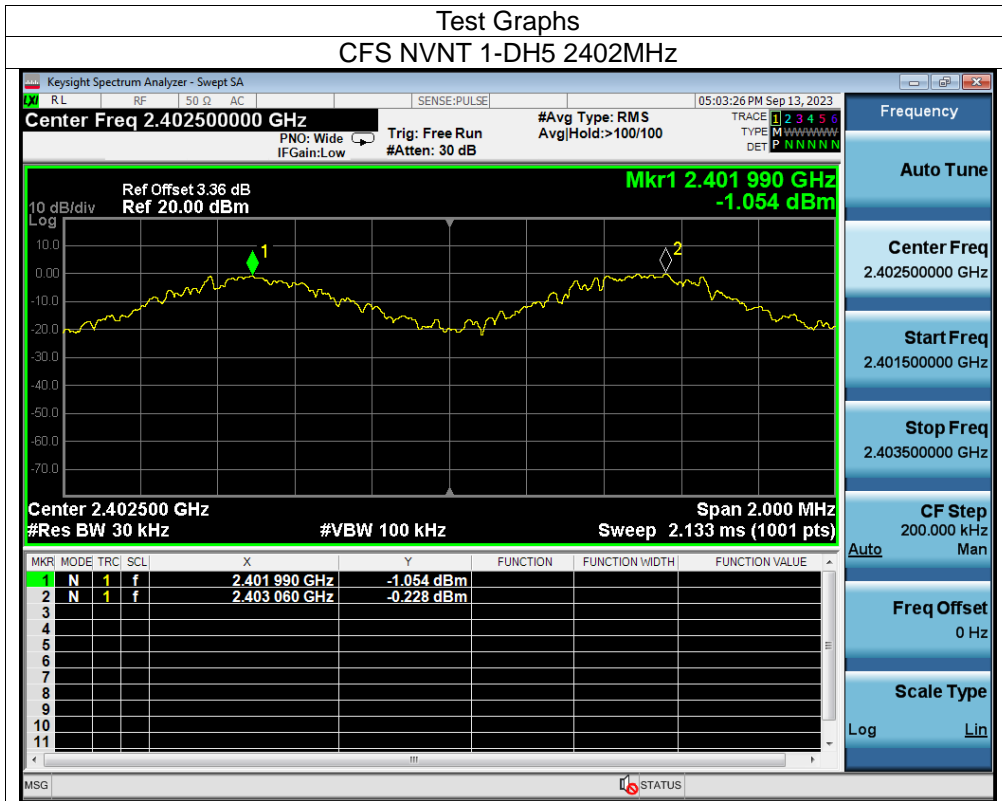 Test Graphs
CFS NVNT 1-DH5 2402MHz
Keysight Spectrum Analyzer - Swept SA
LXI RL RF 50 Ω AC SENSE:PULSE 05:03:26 PM Sep 13, 2023
Center Freq 2.402500000 GHz #Avg Type: RMS TRACE 1 2 3 4 5 6
PNO: Wide Trig: Free Run Avg|Hold:>100/100 TYPE M WWWWW
IFGain:Low #Atten: 30 dB DET P N N N N N
Mkr1 2.401 990 GHz
-1.054 dBm
Ref Offset 3.36 dB
10 dB/div Ref 20.00 dBm
Log
10.0
0.00
-10.0
-20.0
-30.0
-40.0
-50.0
-60.0
-70.0
1
2
Center 2.402500 GHz Span 2.000 MHz
#Res BW 30 kHz #VBW 100 kHz Sweep 2.133 ms (1001 pts)
MKR MODE TRC SCL X Y FUNCTION FUNCTION WIDTH FUNCTION VALUE
1 N 1 f 2.401 990 GHz -1.054 dBm
2 N 1 f 2.403 060 GHz -0.228 dBm
3
4
5
6
7
8
9
10
11
MSG STATUS
Frequency
Auto Tune
Center Freq
2.402500000 GHz
Start Freq
2.401500000 GHz
Stop Freq
2.403500000 GHz
CF Step
200.000 kHz
Auto Man
Freq Offset
0 Hz
Scale Type
Log Lin